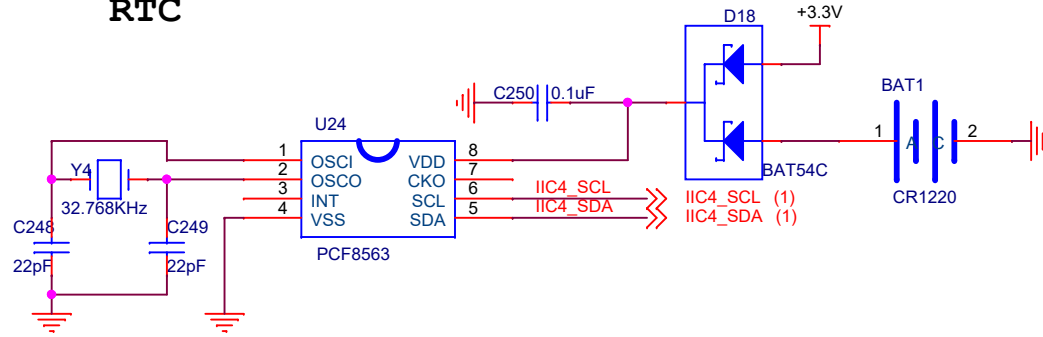 RTC
D18
+3.3V
C250 0.1uF
BAT1
U24
1 2
A C
1 OSCI VDD 8
Y4
2 OSCO CKO 7
3 INT SCL 6 IIC4_SCL IIC4_SCL (1)
4 VSS SDA 5 IIC4_SDA IIC4_SDA (1)
BAT54C
CR1220
32.768KHz
C248 C249
22pF 22pF
PCF8563